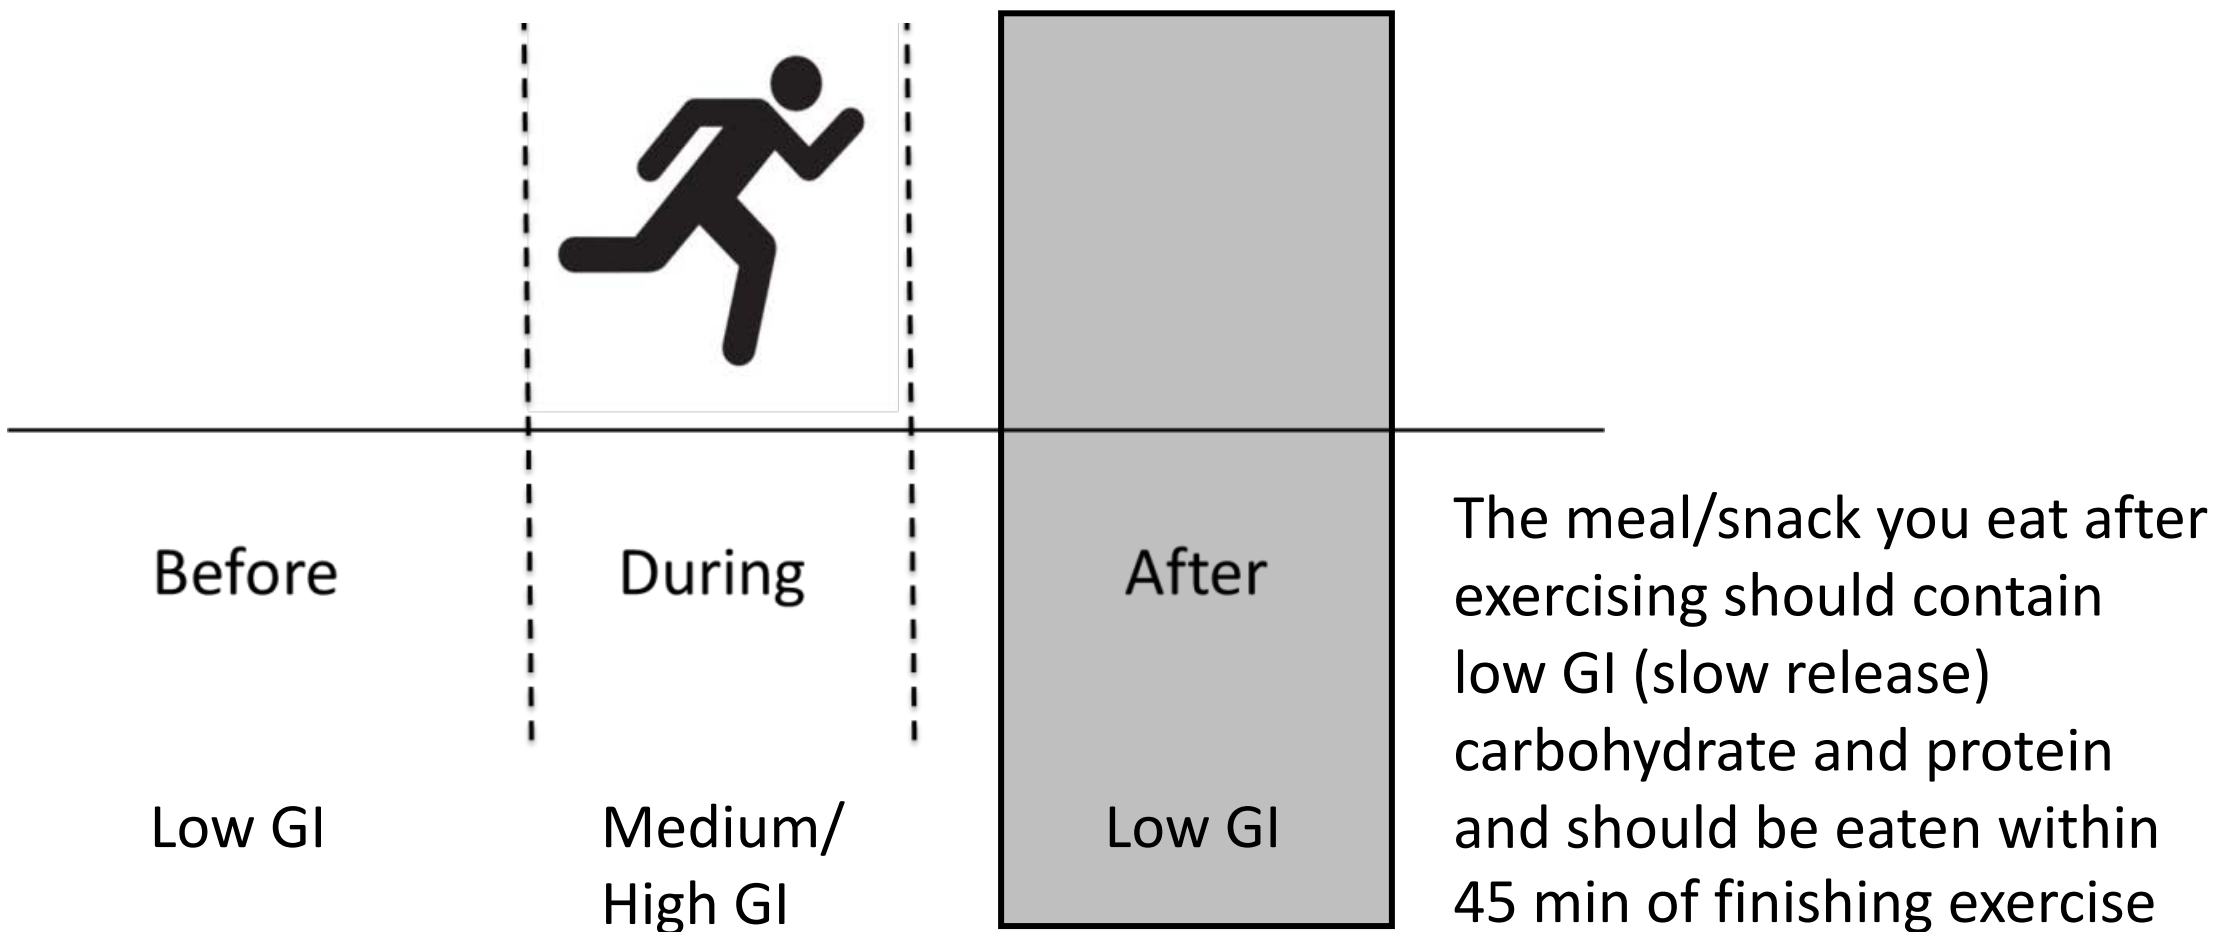 Before
During
After
Low GI
Medium/
High GI
Low GI
The meal/snack you eat after
exercising should contain
low GI (slow release)
carbohydrate and protein
and should be eaten within
45 min of finishing exercise